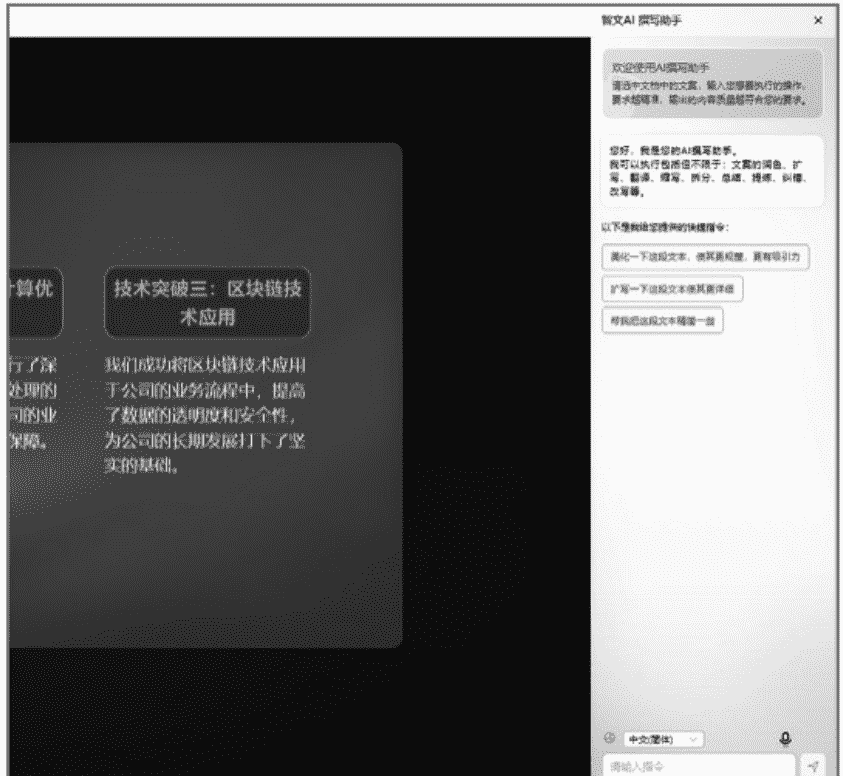 智文AI 撰写助手
欢迎使用AI撰写助手
请选中文档中的文案，输入您想要执行的操作，
要求越精准，输出的内容质量越符合您的要求。
您好，我是您的AI撰写助手。
我可以执行包括但不限于：文案的润色、扩
写、翻译、缩写、拆分、总结、提炼、纠错、
改写等。
以下是我给您提供的快捷指令：
美化一下这段文本，使其更规整，更有吸引力
扩写一下这段文本使其更详细
帮我把这段文本精简一些
计算优
技术突破三：区块链技
术应用
行了深
处理的
司的业
保障。
我们成功将区块链技术应用
于公司的业务流程中，提高
了数据的透明度和安全性，
为公司的长期发展打下了坚
实的基础。
中文(简体)
请输入指令